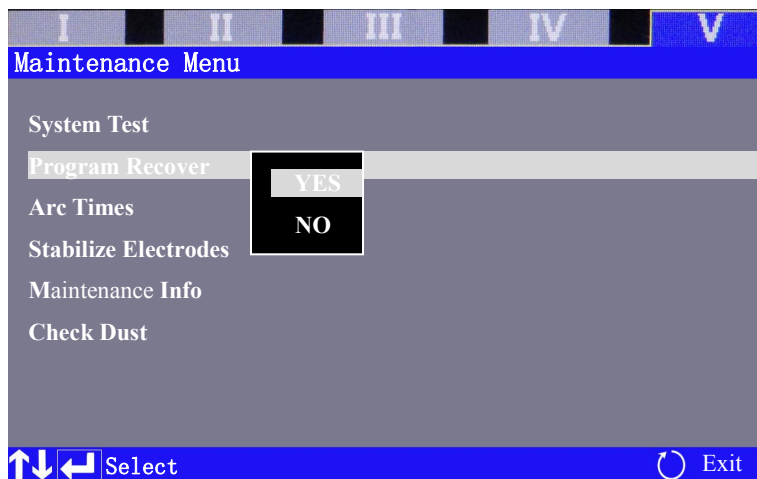 I II III IV V
Maintenance Menu
System Test
Program Recover
YES
Arc Times
NO
Stabilize Electrodes
Maintenance Info
Check Dust
Select Exit